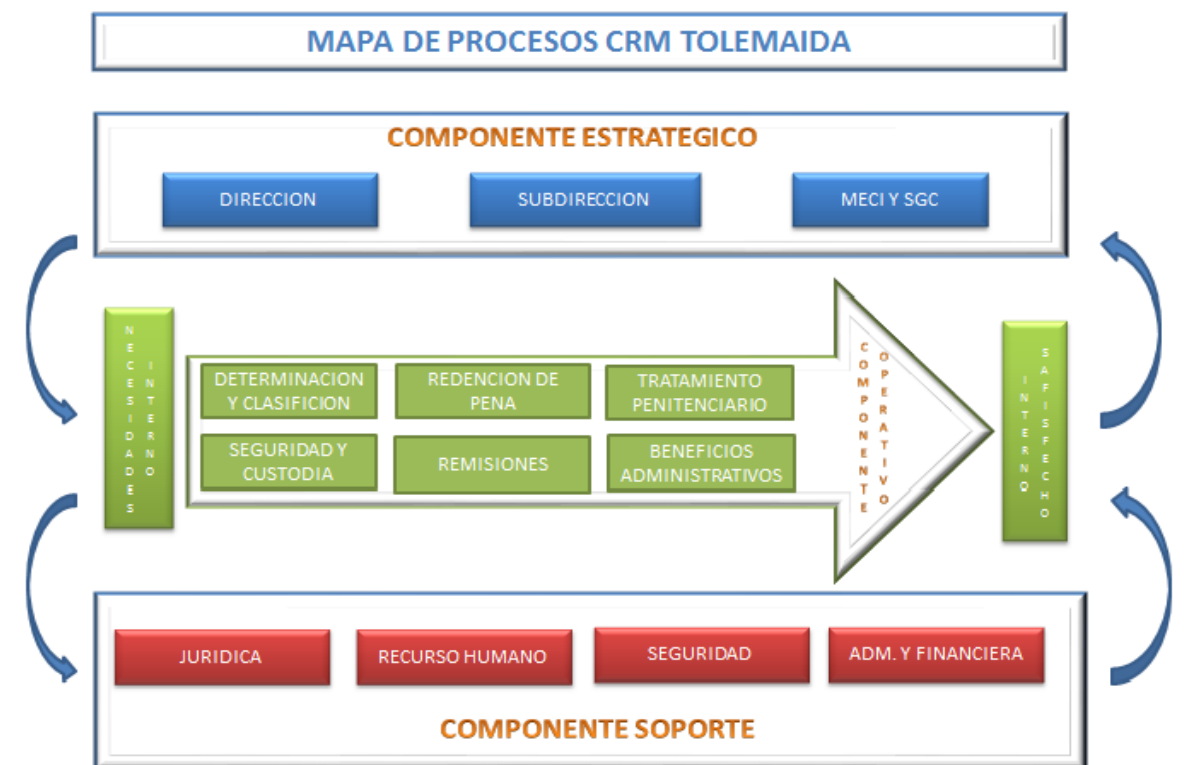 MAPA DE PROCESOS CRM TOLEMAIDA
COMPONENTE ESTRATEGICO
DIRECCION
SUBDIRECCION
MECI Y SGC
NECESIDADES
INTERNO
DETERMINACION
Y CLASIFICION
REDENCION DE
PENA
TRATAMIENTO
PENITENCIARIO
SEGURIDAD Y
CUSTODIA
REMISIONES
BENEFICIOS
ADMINISTRATIVOS
COMPONENTE
OPERATIVO
INTERNO
SAFISFECHO
JURIDICA
RECURSO HUMANO
SEGURIDAD
ADM. Y FINANCIERA
COMPONENTE SOPORTE